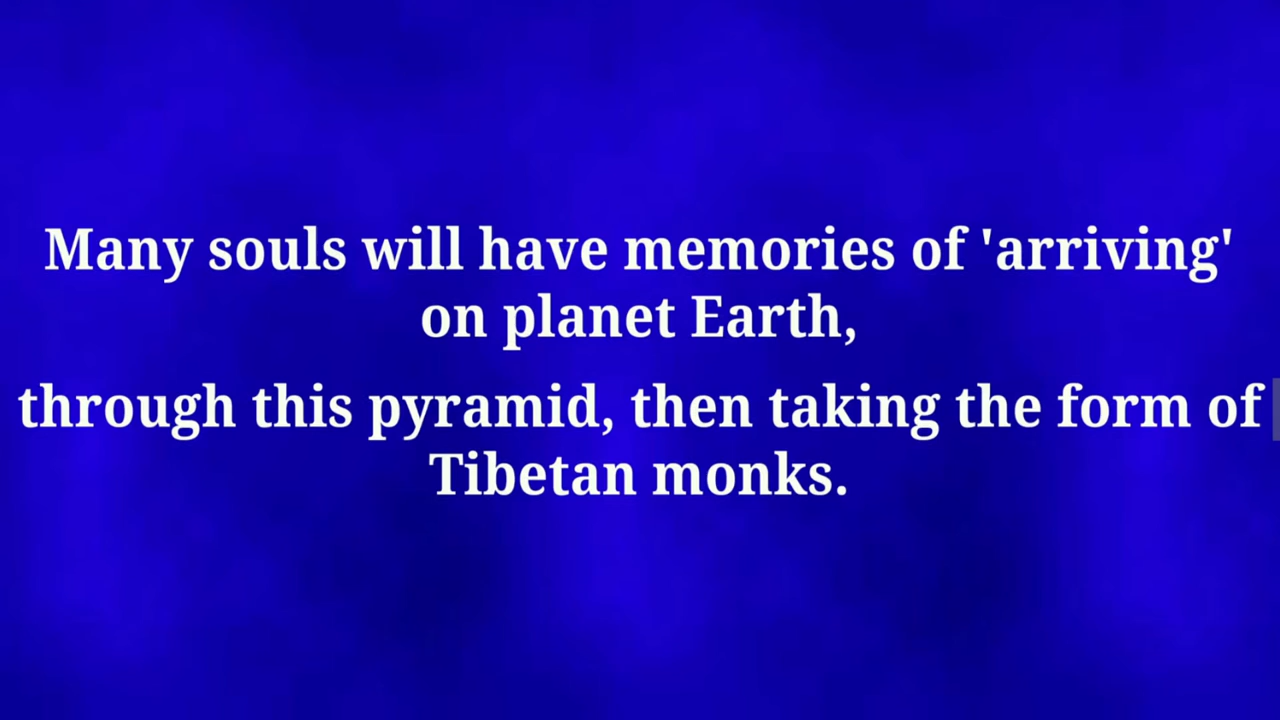 Many souls will have memories of 'arriving'
on planet Earth,
through this pyramid, then taking the form of
Tibetan monks.